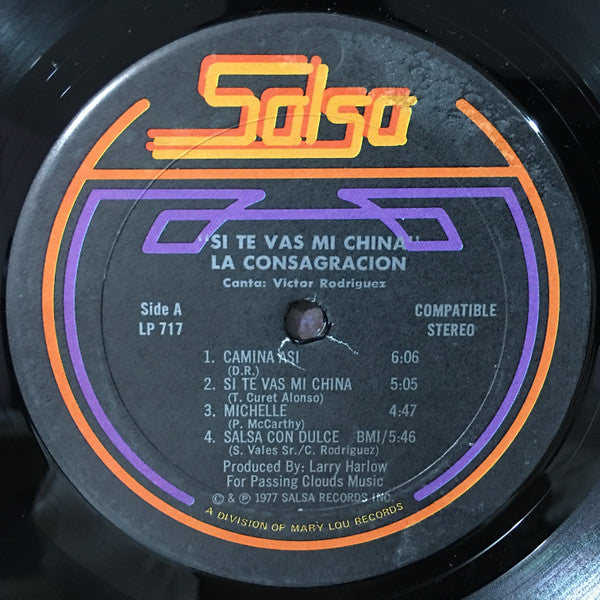 Salsa
"SI TE VAS MI CHINA"
LA CONSAGRACION
Canta: Victor Rodriguez
Side A
LP 717
COMPATIBLE
STEREO
1. CAMINA ASI 6:06
(D.R.)
2. SI TE VAS MI CHINA 5:05
(T. Curet Alonso)
3. MICHELLE 4:47
(P. McCarthy)
4. SALSA CON DULCE BMI/5:46
(S. Vales Sr./C. Rodriguez)
Produced By: Larry Harlow
For Passing Clouds Music
© & ℗ 1977 SALSA RECORDS INC.
A DIVISION OF MARY LOU RECORDS